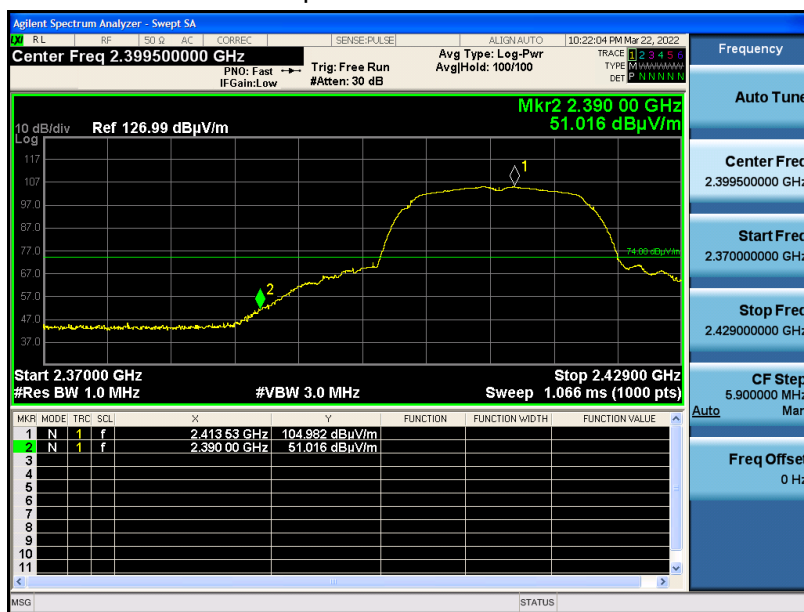 Agilent Spectrum Analyzer - Swept SA
LXI RL RF 50 Ω AC CORREC SENSE:PULSE ALIGN AUTO 10:22:04 PM Mar 22, 2022
Center Freq 2.399500000 GHz
PNO: Fast
IFGain:Low
Trig: Free Run
#Atten: 30 dB
Avg Type: Log-Pwr
Avg|Hold: 100/100
TRACE 1 2 3 4 5 6
TYPE M
DET P N N N N N
Mkr2 2.390 00 GHz
51.016 dBµV/m
10 dB/div Ref 126.99 dBµV/m
Log
117
107
97.0
87.0
77.0
67.0
57.0
47.0
37.0
1
2
74.00 dBµV/m
Start 2.37000 GHz Stop 2.42900 GHz
#Res BW 1.0 MHz #VBW 3.0 MHz Sweep 1.066 ms (1000 pts)
MKR MODE TRC SCL X Y FUNCTION FUNCTION WIDTH FUNCTION VALUE
1 N 1 f 2.413 53 GHz 104.982 dBµV/m
2 N 1 f 2.390 00 GHz 51.016 dBµV/m
3
4
5
6
7
8
9
10
11
MSG STATUS
Frequency
Auto Tune
Center Freq
2.399500000 GHz
Start Freq
2.370000000 GHz
Stop Freq
2.429000000 GHz
CF Step
5.900000 MHz
Auto Man
Freq Offset
0 Hz